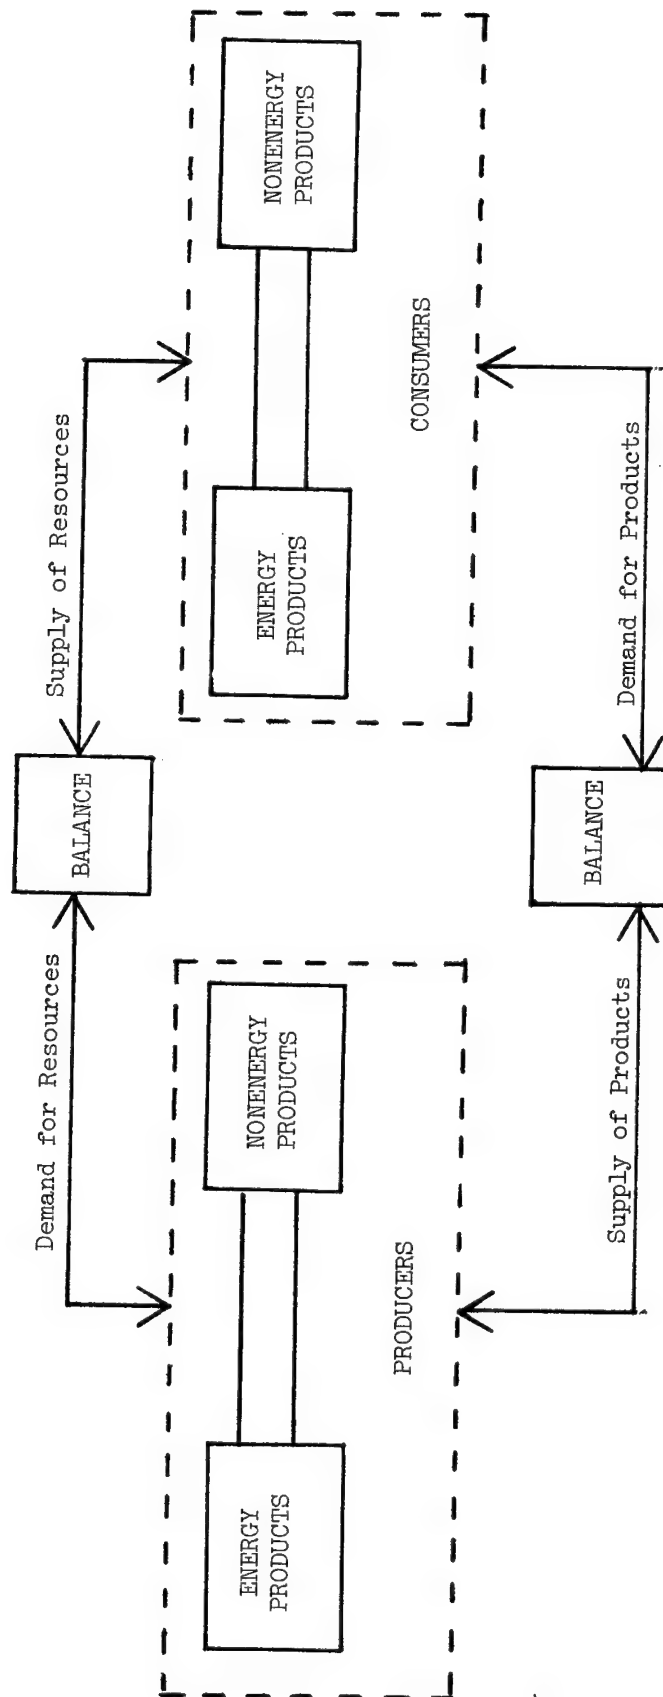 Demand for Resources
BALANCE
Supply of Resources
ENERGY
PRODUCTS
NONENERGY
PRODUCTS
PRODUCERS
ENERGY
PRODUCTS
NONENERGY
PRODUCTS
CONSUMERS
Supply of Products
BALANCE
Demand for Products